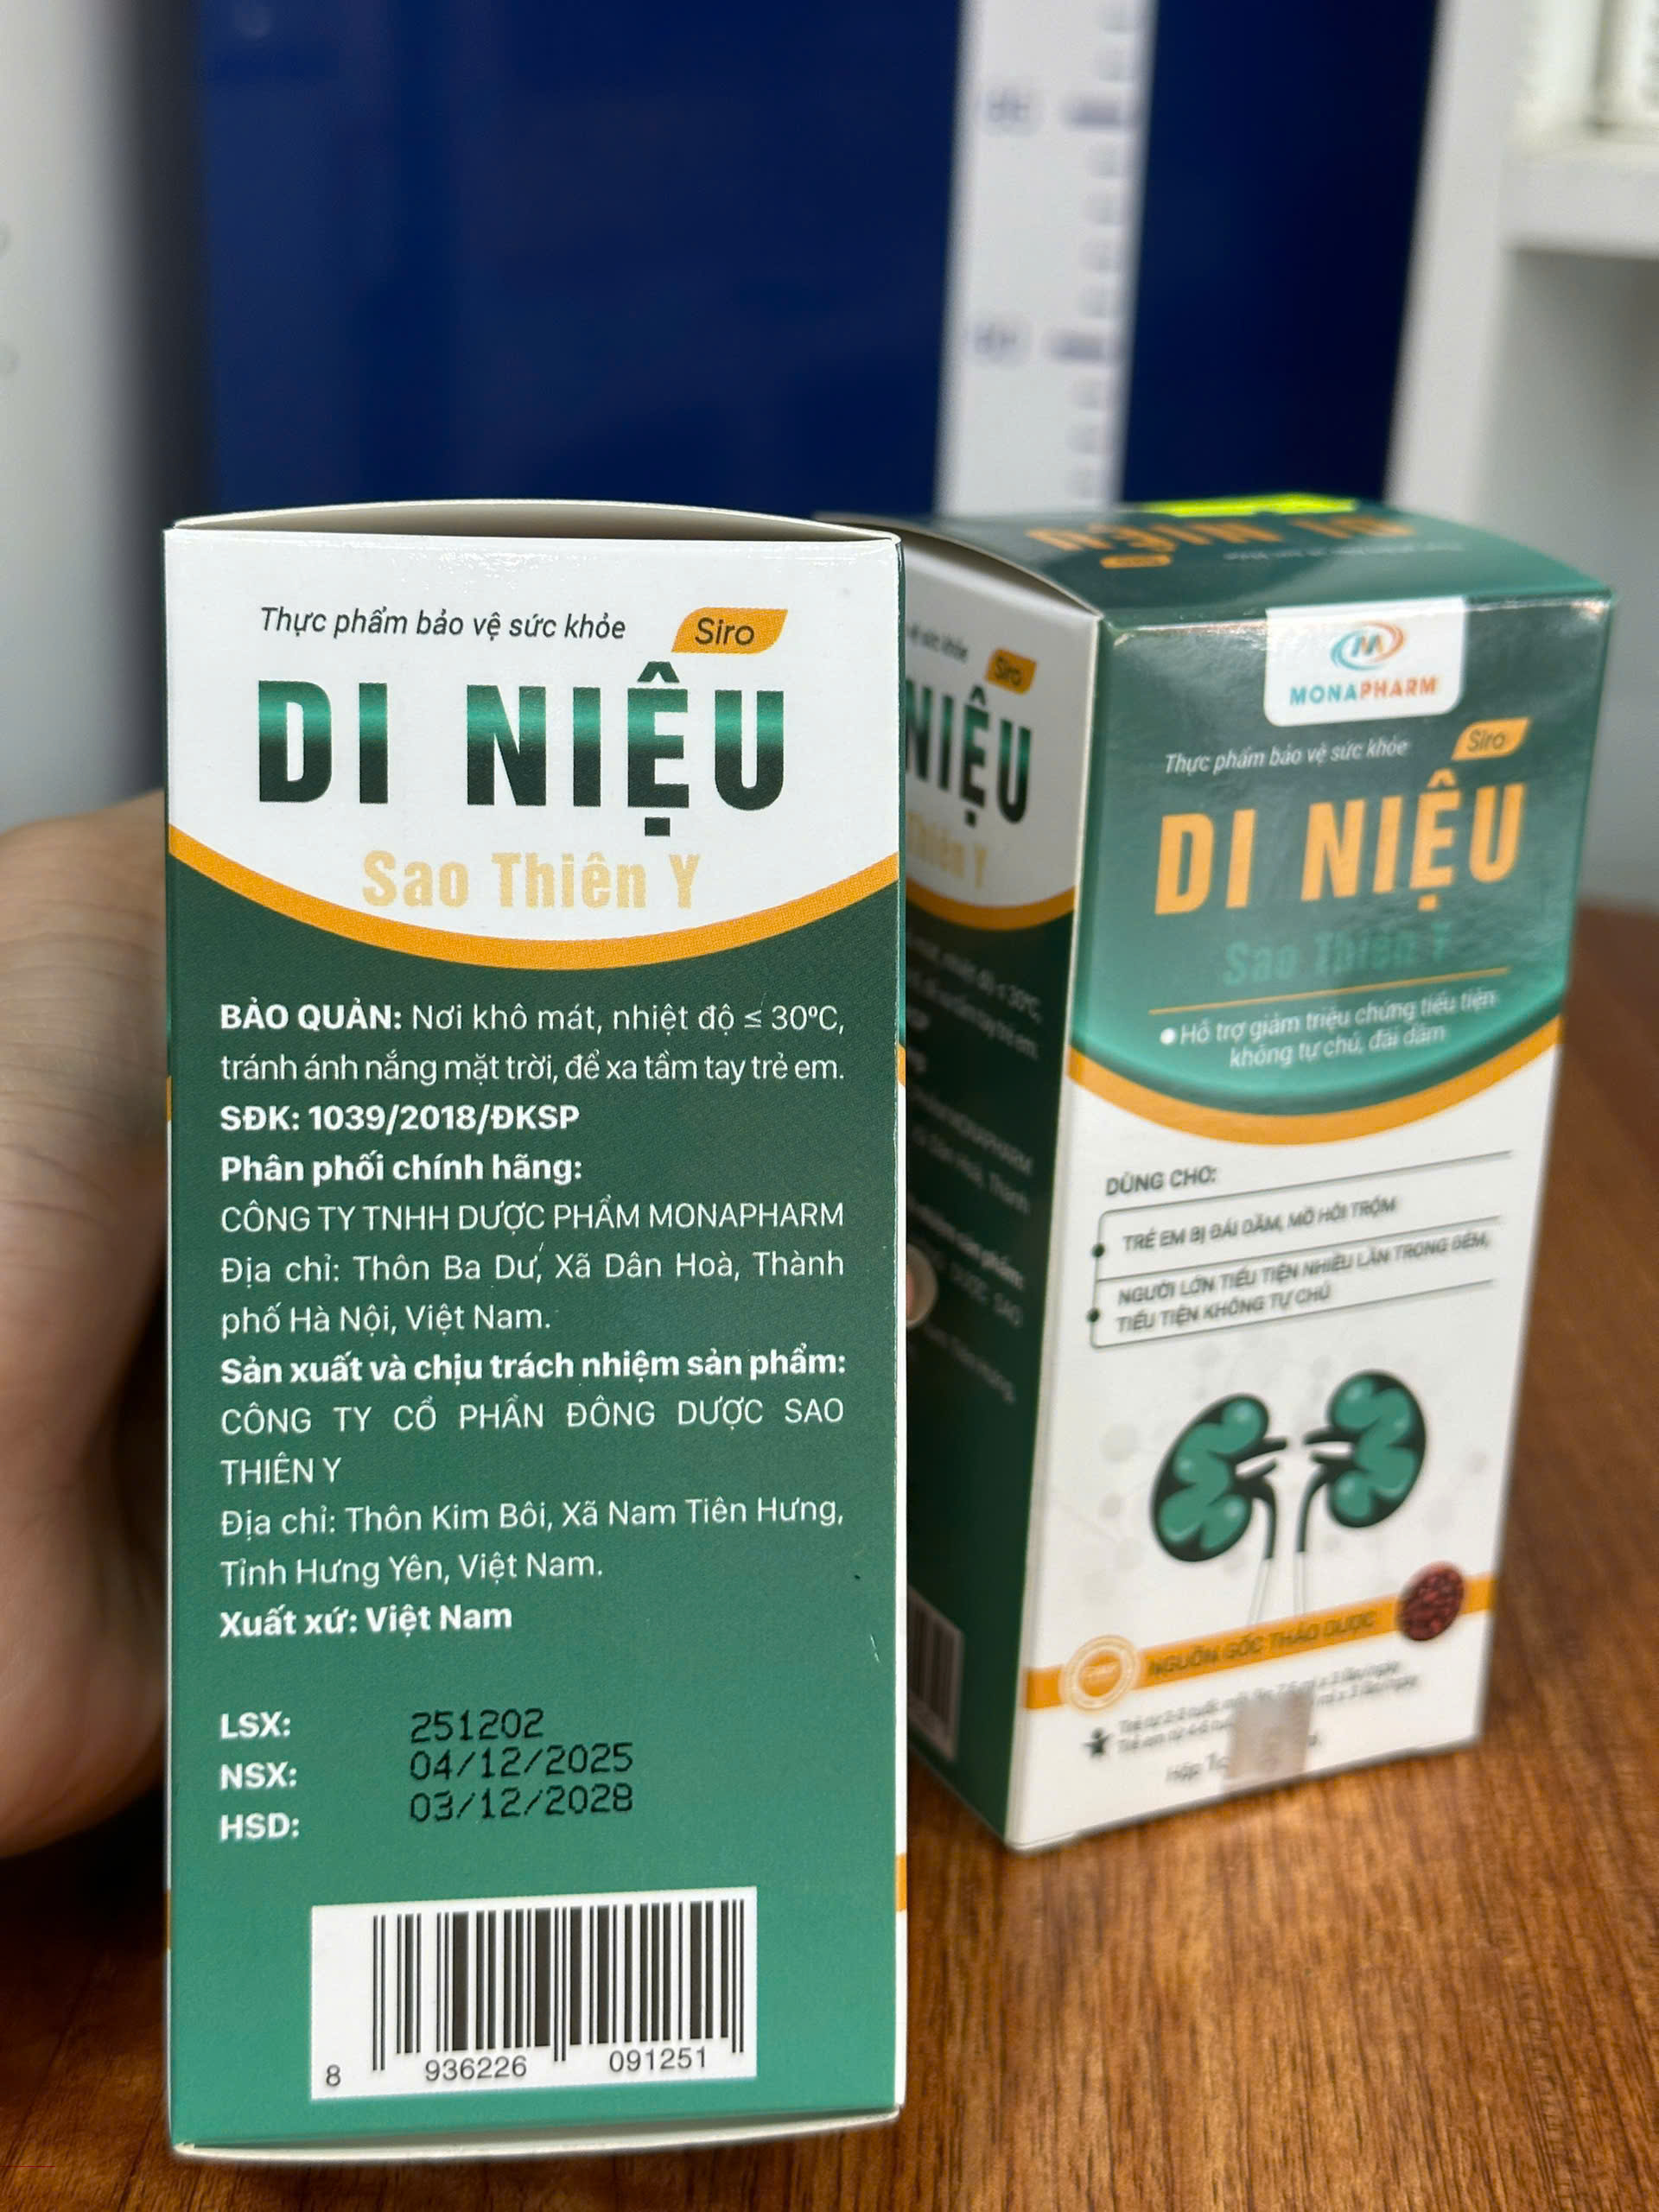 Thực phẩm bảo vệ sức khỏe
Siro
DI NIỆU
Sao Thiên Y
BẢO QUẢN: Nơi khô mát, nhiệt độ ≤ 30°C,
tránh ánh nắng mặt trời, để xa tầm tay trẻ em.
SĐK: 1039/2018/ĐKSP
Phân phối chính hãng:
CÔNG TY TNHH DƯỢC PHẨM MONAPHARM
Địa chỉ: Thôn Ba Dư, Xã Dân Hoà, Thành
phố Hà Nội, Việt Nam.
Sản xuất và chịu trách nhiệm sản phẩm:
CÔNG TY CỔ PHẦN ĐÔNG DƯỢC SAO
THIÊN Y
Địa chỉ: Thôn Kim Bôi, Xã Nam Tiên Hưng,
Tỉnh Hưng Yên, Việt Nam.
Xuất xứ: Việt Nam
LSX: 251202
NSX: 04/12/2025
HSD: 03/12/2028
8 936226 091251
DI NIỆU
Siro
NIỆU
MONAPHARM
Thực phẩm bảo vệ sức khỏe
Siro
DI NIỆU
Sao Thiên Y
Hỗ trợ giảm triệu chứng tiểu tiện
không tự chủ, đái dầm
DÙNG CHO:
TRẺ EM BỊ ĐÁI DẦM, MỒ HÔI TRỘM
NGƯỜI LỚN TIỂU TIỆN NHIỀU LẦN TRONG ĐÊM,
TIỂU TIỆN KHÔNG TỰ CHỦ
NGUỒN GỐC THẢO DƯỢC